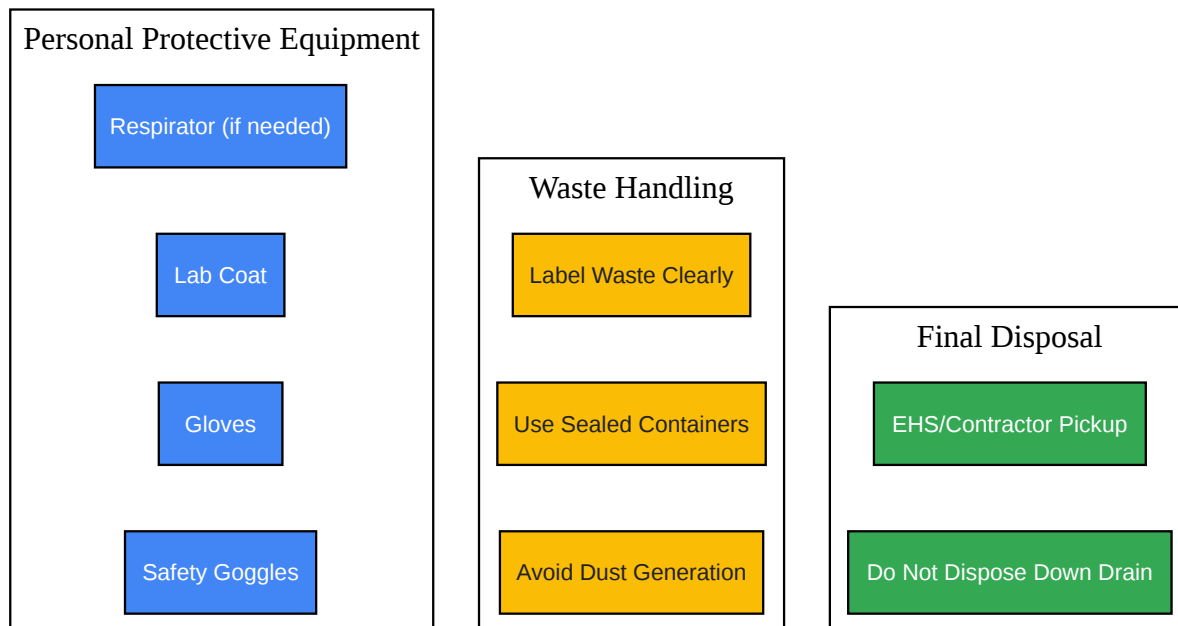 Personal Protective Equipment
Respirator (if needed)
Lab Coat
Gloves
Safety Goggles
Waste Handling
Label Waste Clearly
Use Sealed Containers
Avoid Dust Generation
Final Disposal
EHS/Contractor Pickup
Do Not Dispose Down Drain